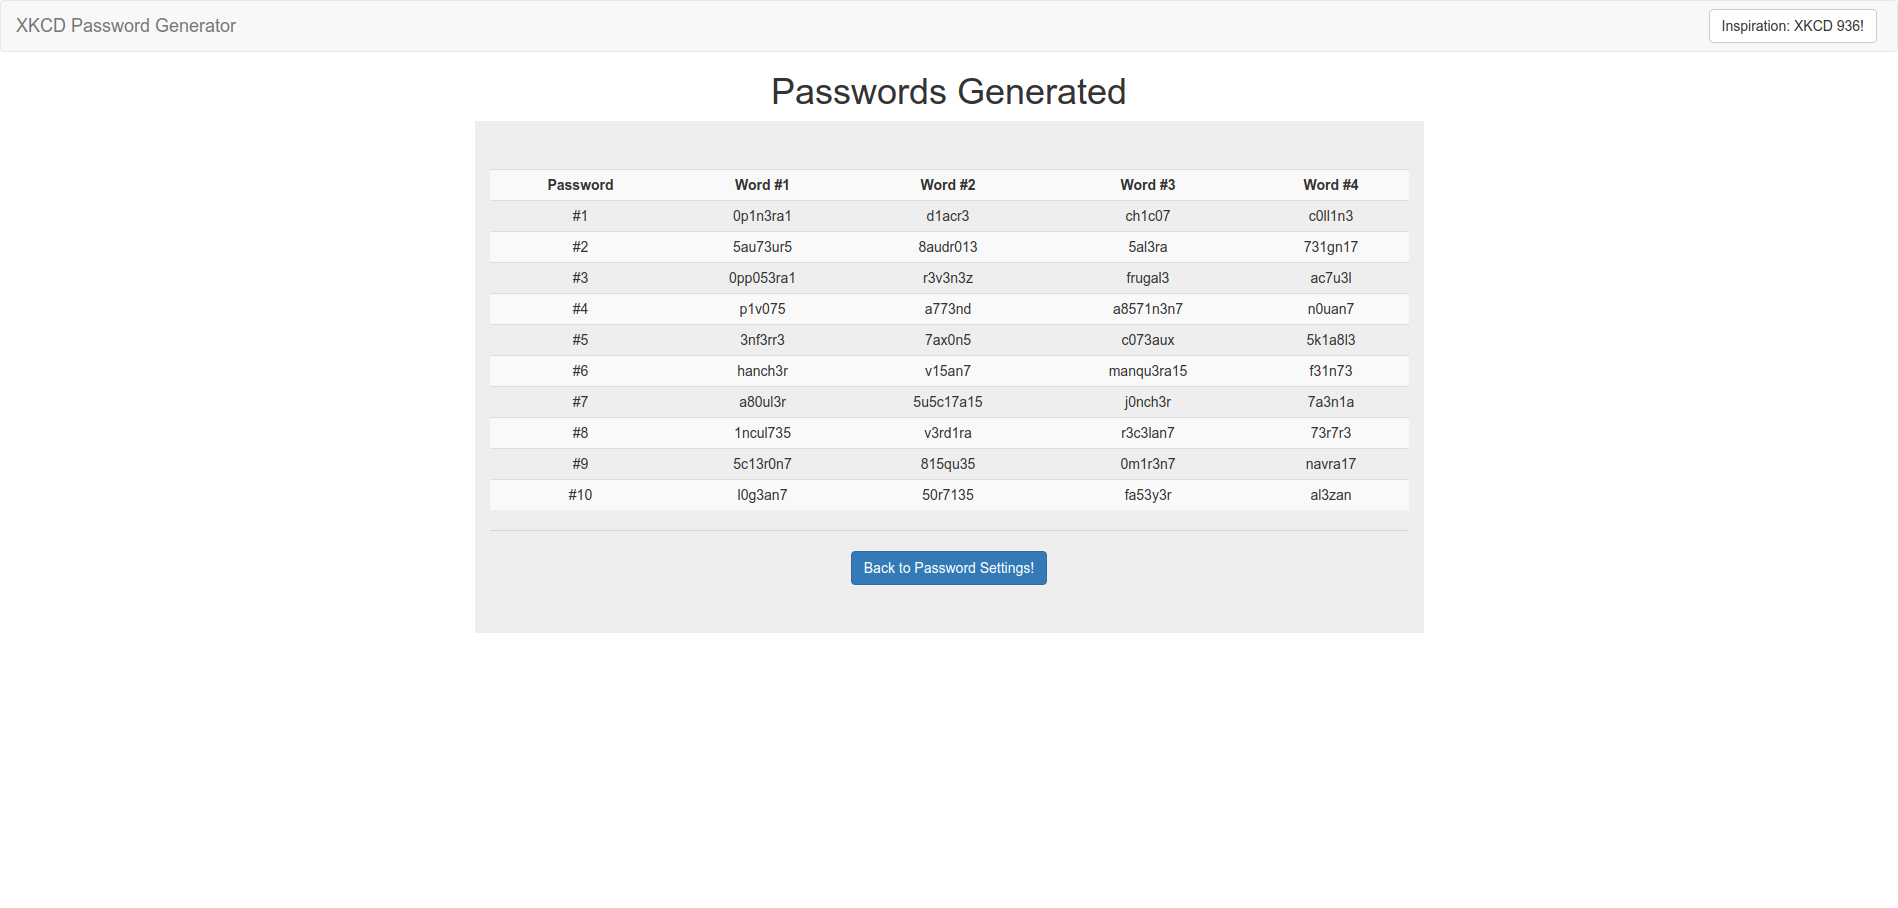 XKCD Password Generator
Inspiration: XKCD 936!
Passwords Generated
Password Word #1 Word #2 Word #3 Word #4
#1 0p1n3ra1 d1acr3 ch1c07 c0ll1n3
#2 5au73ur5 8audr013 5al3ra 731gn17
#3 0pp053ra1 r3v3n3z frugal3 ac7u3l
#4 p1v075 a773nd a8571n3n7 n0uan7
#5 3nf3rr3 7ax0n5 c073aux 5k1a8l3
#6 hanch3r v15an7 manqu3ra15 f31n73
#7 a80ul3r 5u5c17a15 j0nch3r 7a3n1a
#8 1ncul735 v3rd1ra r3c3lan7 73r7r3
#9 5c13r0n7 815qu35 0m1r3n7 navra17
#10 l0g3an7 50r7135 fa53y3r al3zan
Back to Password Settings!